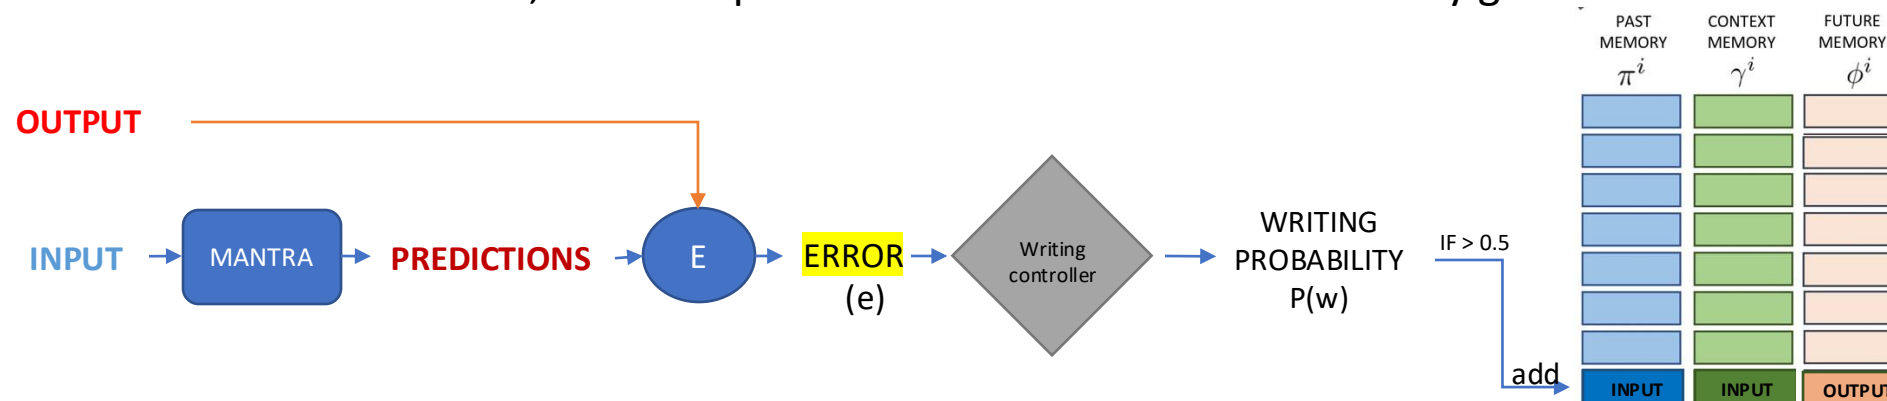 PAST MEMORY
CONTEXT MEMORY
FUTURE MEMORY
π^i
γ^i
ϕ^i
OUTPUT
INPUT
MANTRA
PREDICTIONS
E
ERROR
(e)
Writing
controller
WRITING
PROBABILITY
P(w)
IF > 0.5
add
INPUT
INPUT
OUTPUT